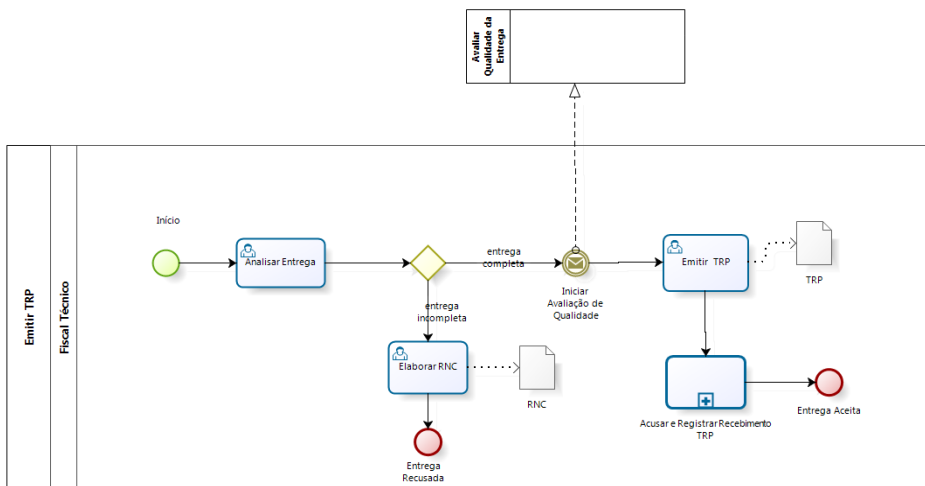 Avaliar
Qualidade da
Entrega
Emitir TRP
Fiscal Técnico
Início
Analisar Entrega
entrega
completa
entrega
incompleta
Iniciar
Avaliação de
Qualidade
Emitir TRP
TRP
Elaborar RNC
RNC
Entrega
Recusada
Acusar e Registrar Recebimento
TRP
Entrega Aceita